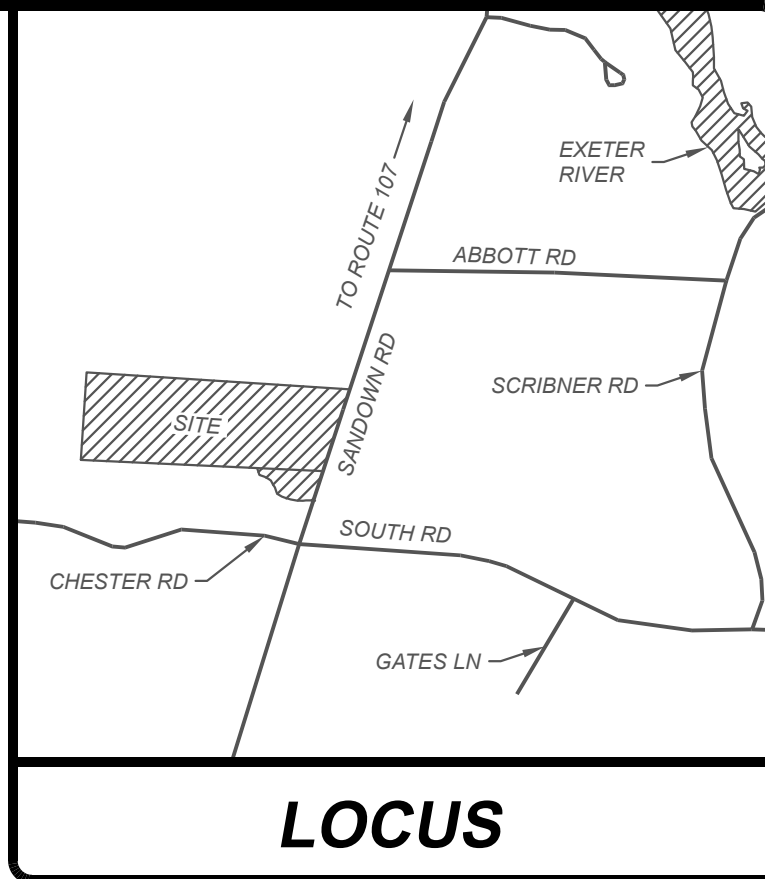 EXETER
RIVER
TO ROUTE 107
ABBOTT RD
SANDOWN RD
SCRIBNER RD
SITE
SOUTH RD
CHESTER RD
GATES LN
LOCUS